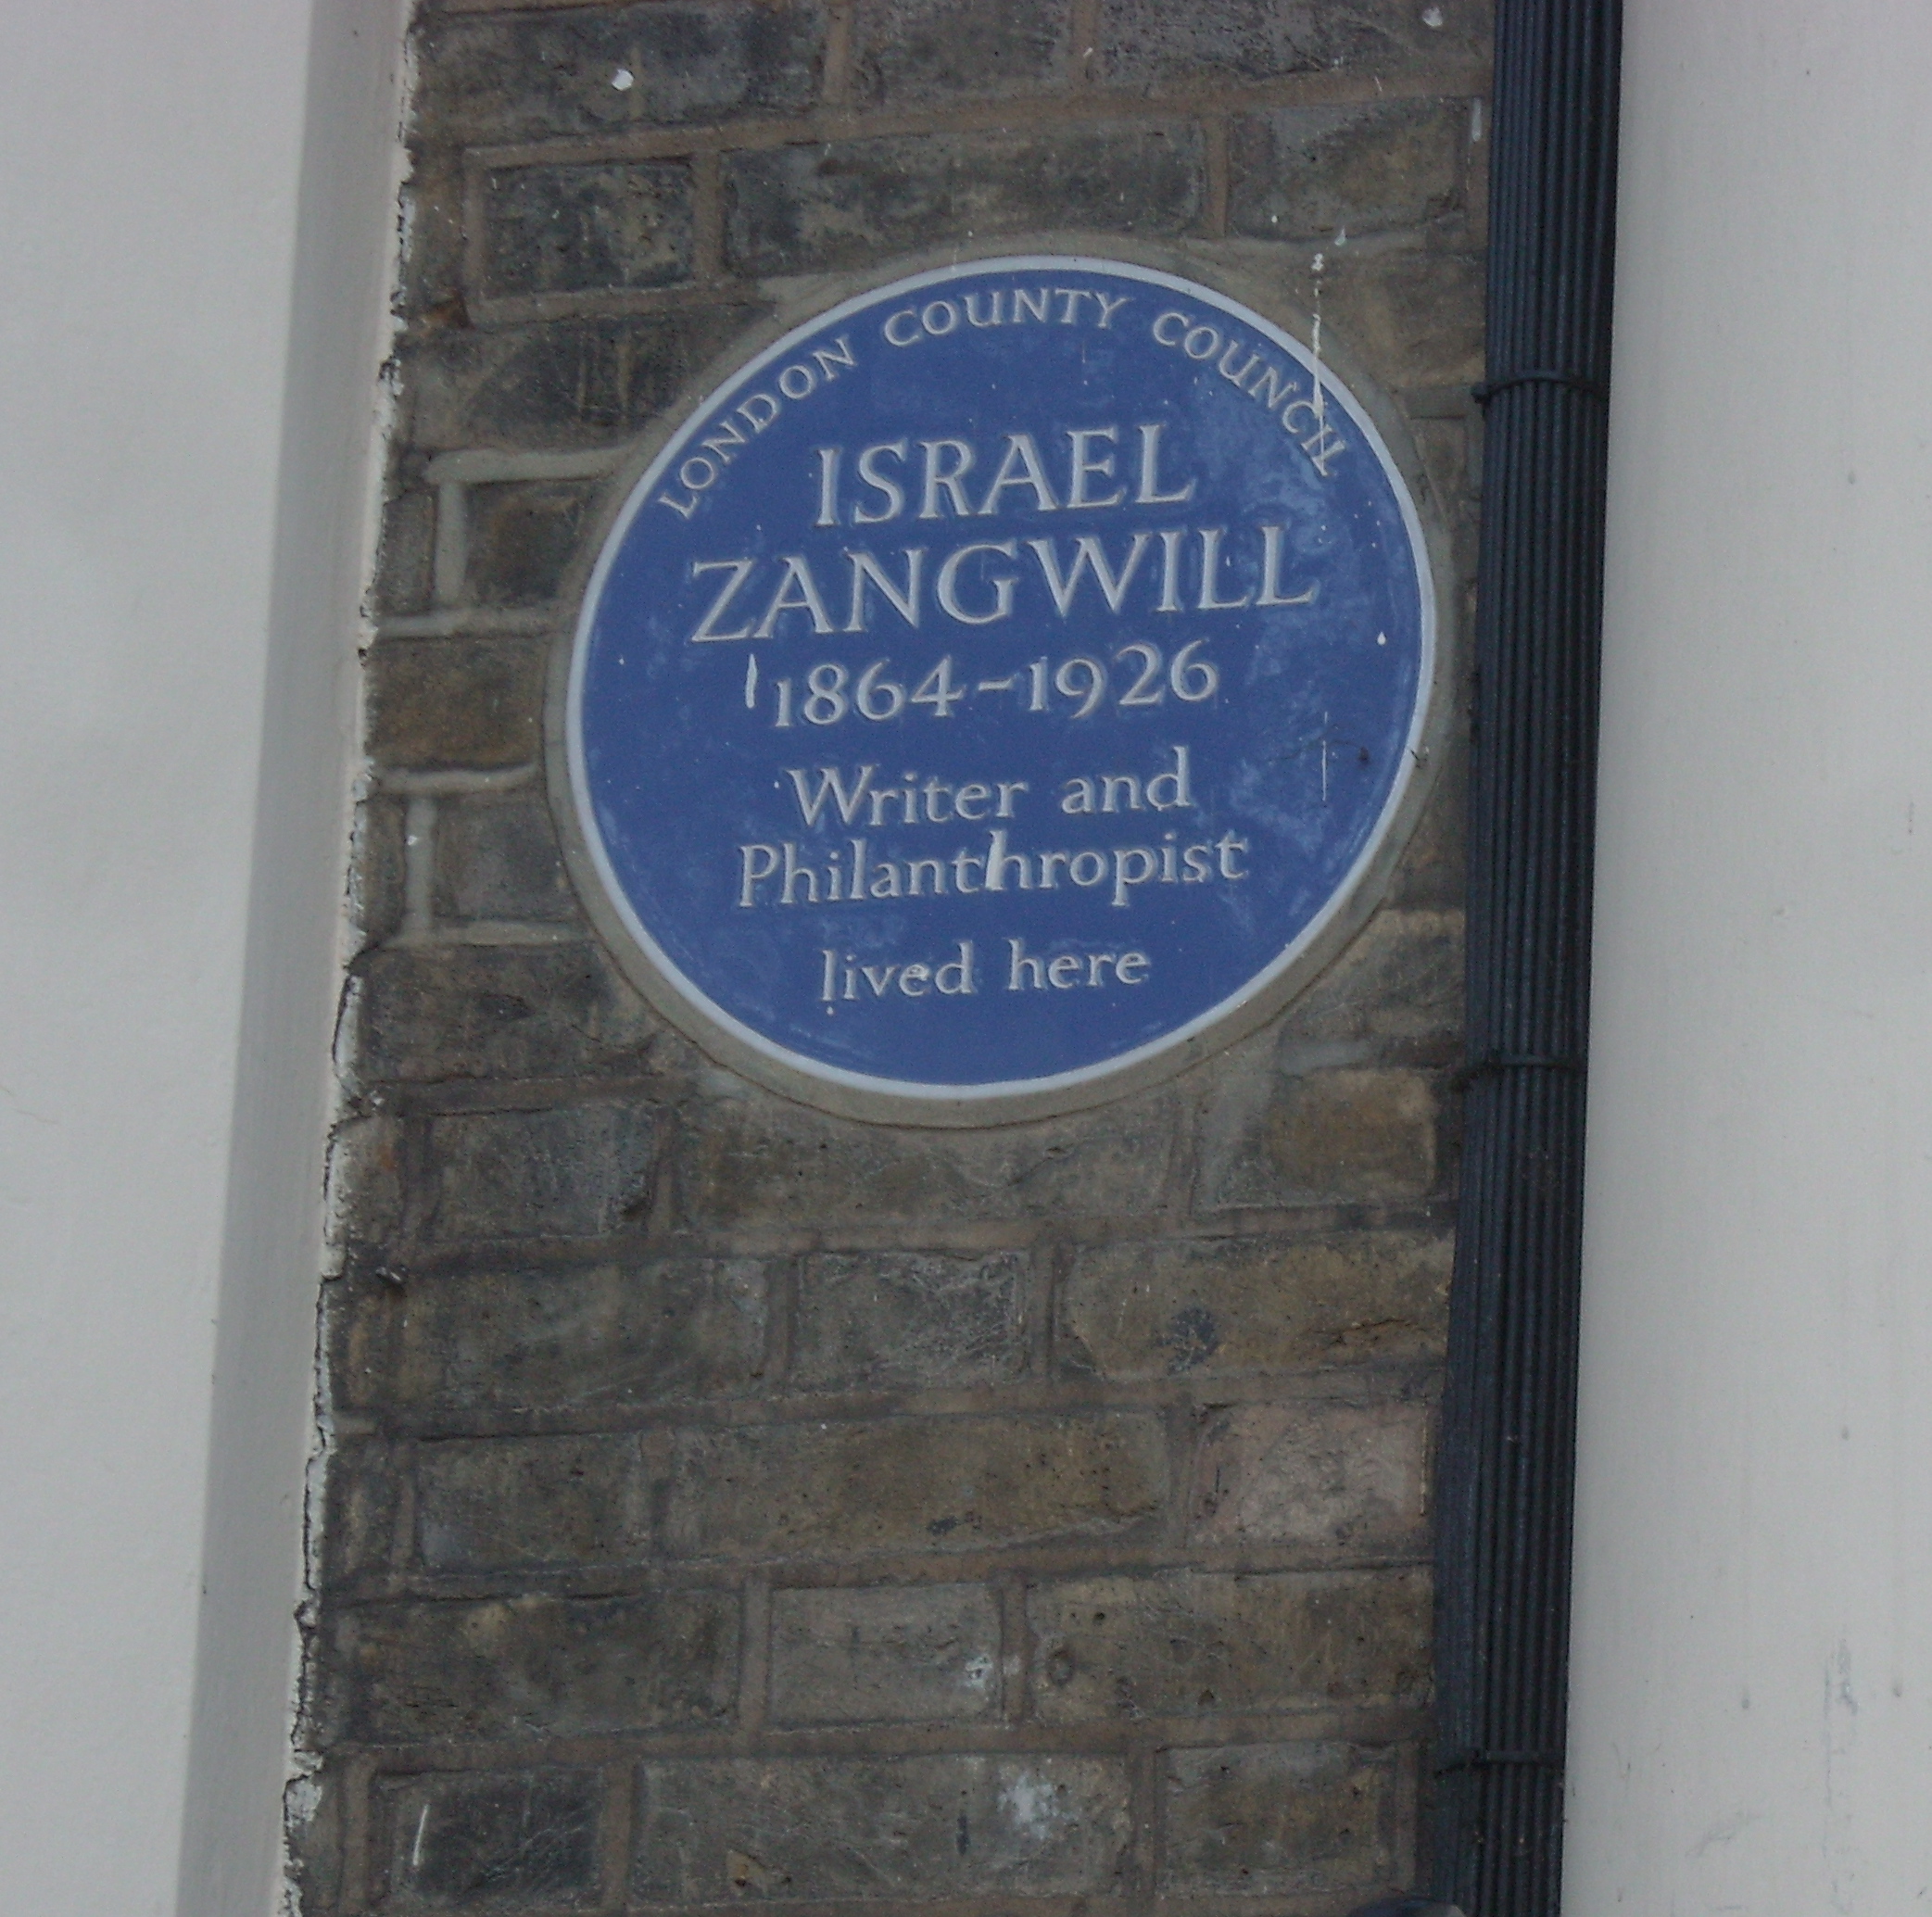 LONDON COUNTY COUNCIL
ISRAEL
ZANGWILL
1864-1926
Writer and
Philanthropist
lived here